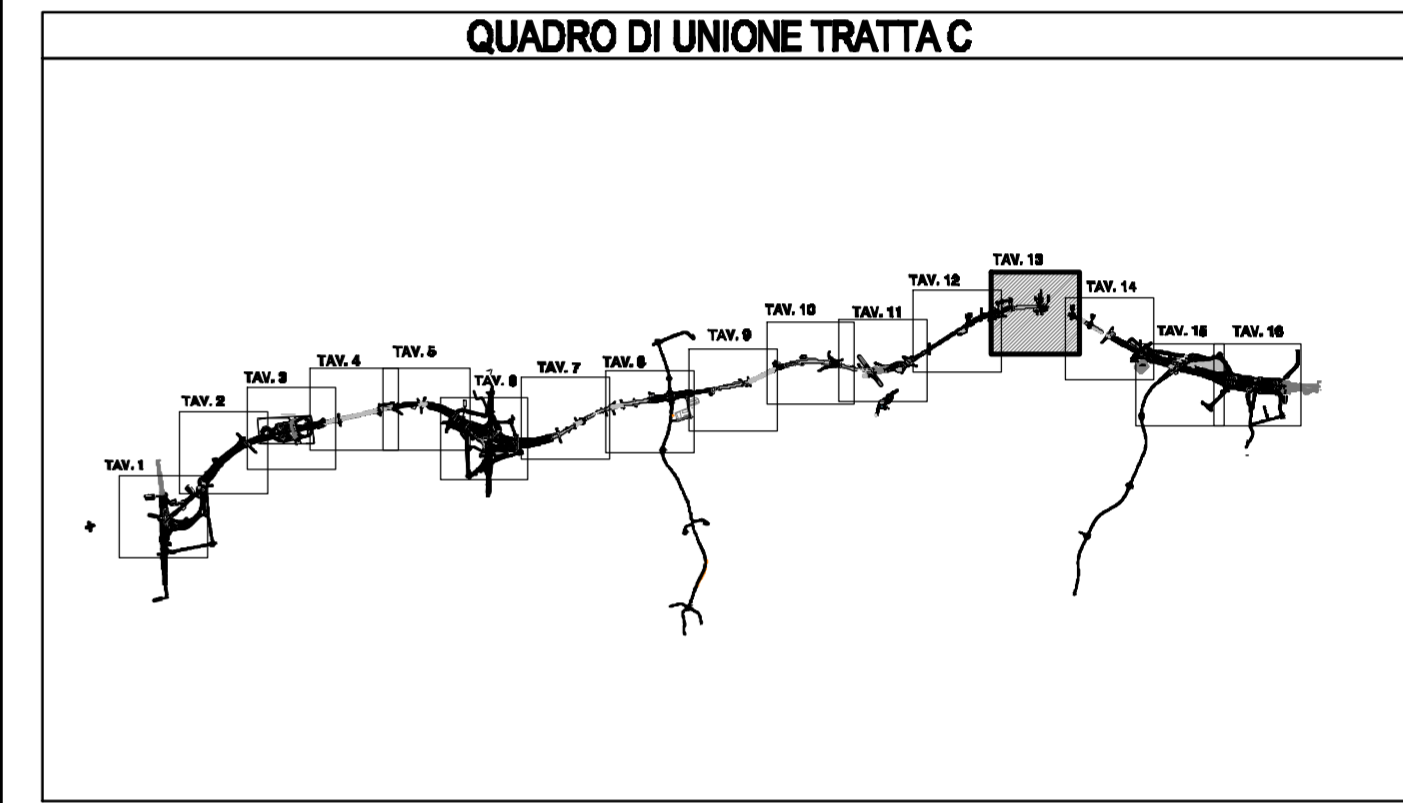 QUADRO DI UNIONE TRATTA C
TAV. 1
TAV. 2
TAV. 3
TAV. 4
TAV. 5
TAV. 6
TAV. 7
TAV. 8
TAV. 9
TAV. 10
TAV. 11
TAV. 12
TAV. 13
TAV. 14
TAV. 15
TAV. 16